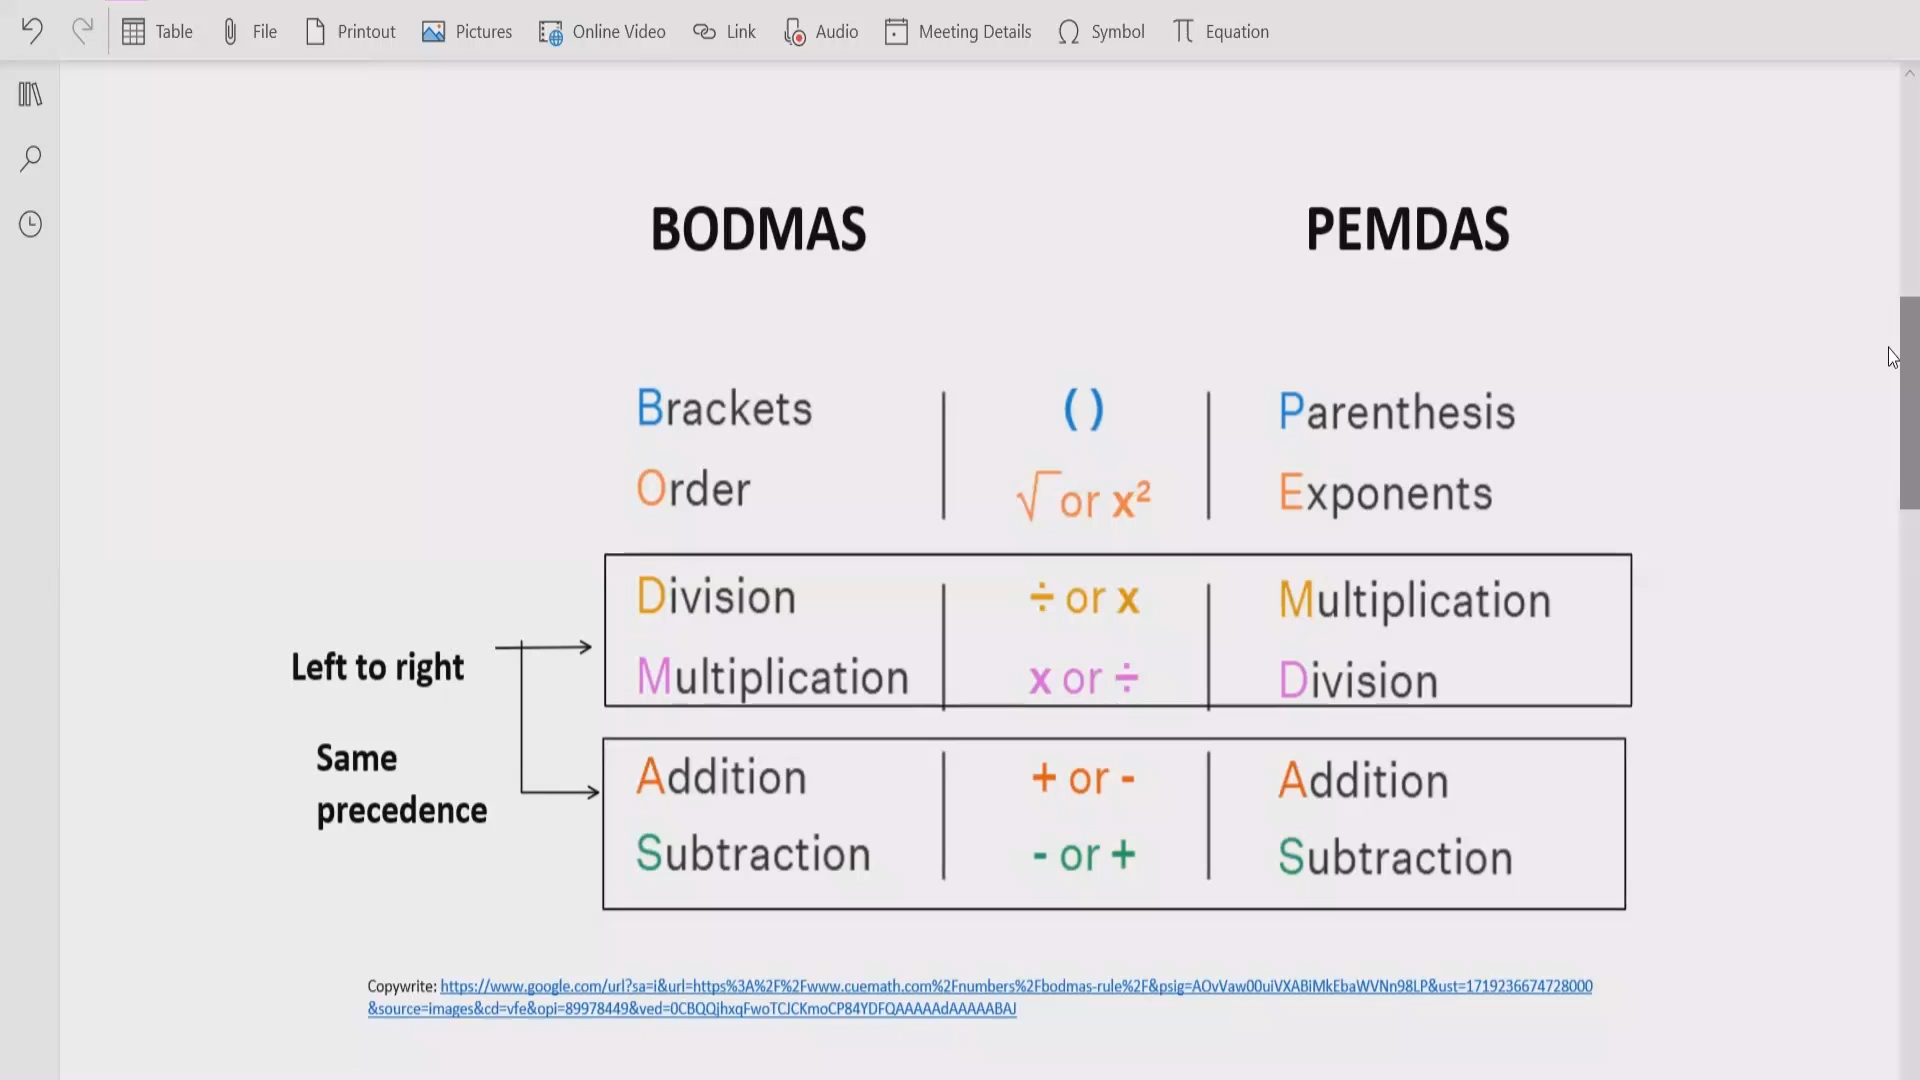 Table File Printout Pictures Online Video Link Audio Meeting Details Symbol Equation
BODMAS PEMDAS
Brackets ( ) Parenthesis
Order √ or x² Exponents
Division ÷ or x Multiplication
Left to right
Multiplication x or ÷ Division
Same
precedence
Addition + or - Addition
Subtraction - or + Subtraction
Copywrite: https://www.google.com/url?sa=i&url=https%3A%2F%2Fwww.cuemath.com%2Fnumbers%2Fbodmas-rule%2F&psig=AOvVaw00uiVXABiMkEbaWVNn98LP&ust=1719236674728000
&source=images&cd=vfe&opi=89978449&ved=0CBQQjhxqFwoTCJCKmoCP84YDFQAAAAAdAAAAABAJ